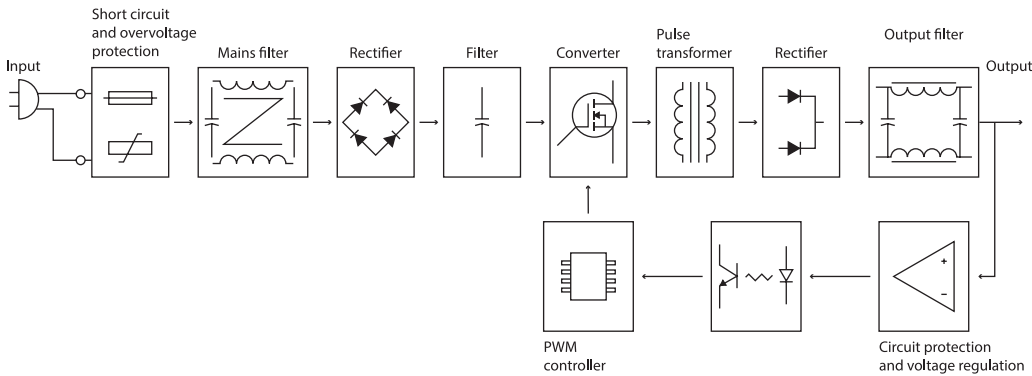 Short circuit
and overvoltage
protection
Input
Mains filter
Rectifier
Filter
Converter
Pulse
transformer
Rectifier
Output filter
Output
+
−
PWM
controller
Circuit protection
and voltage regulation